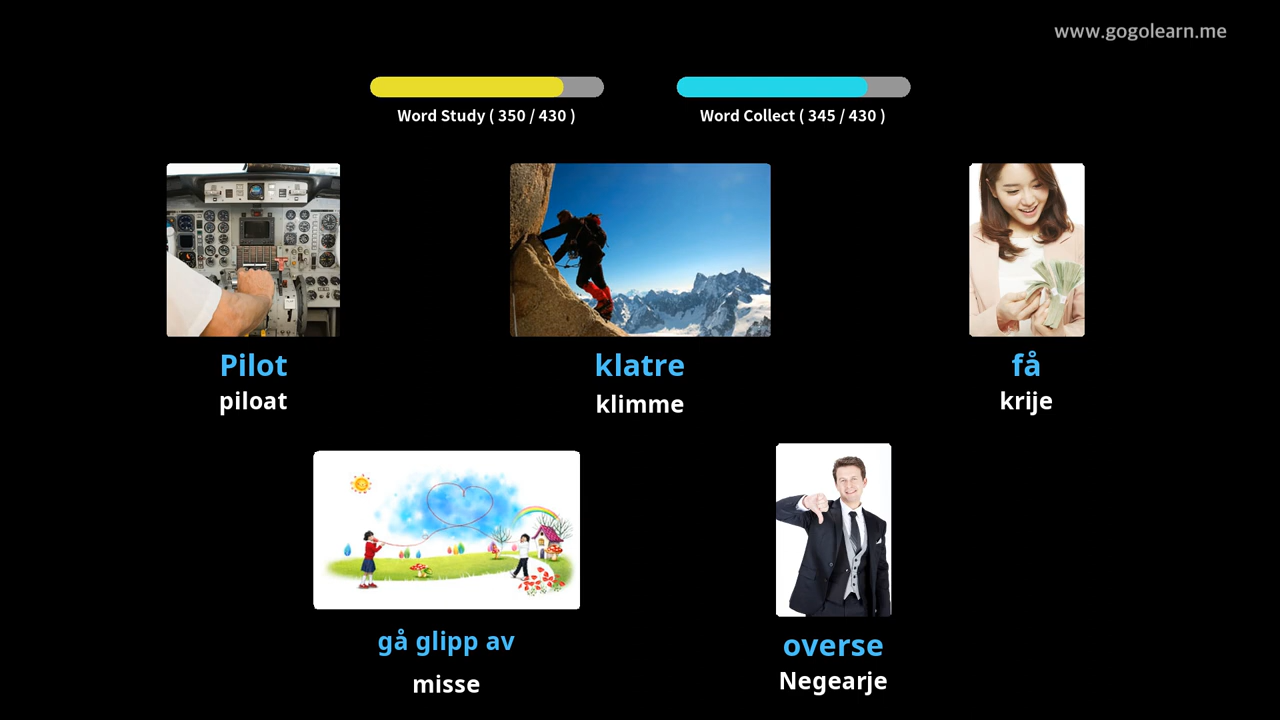 www.gogolearn.me
Word Study ( 350 / 430 )
Word Collect ( 345 / 430 )
Pilot
piloat
klatre
klimme
få
krije
gå glipp av
misse
overse
Negearje